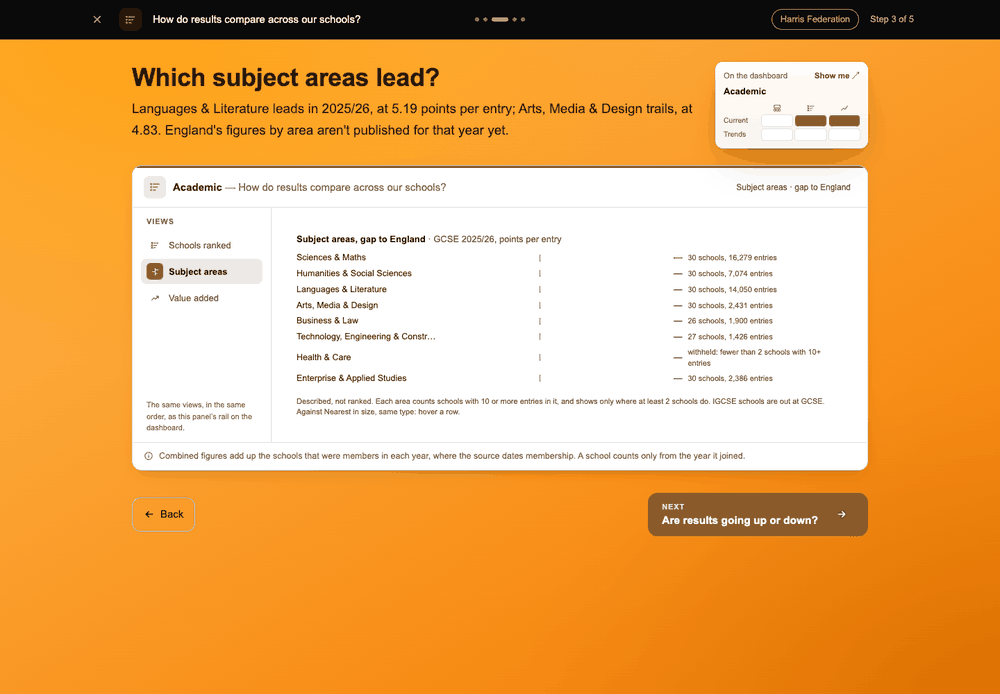 How do results compare across our schools?
Harris Federation
Step 3 of 5
Which subject areas lead?
Languages & Literature leads in 2025/26, at 5.19 points per entry; Arts, Media & Design trails, at
4.83. England's figures by area aren't published for that year yet.
On the dashboard
Show me
Academic
Current
Trends
Academic — How do results compare across our schools?
Subject areas · gap to England
VIEWS
Schools ranked
Subject areas
Value added
The same views, in the same
order, as this panel's rail on the
dashboard.
Subject areas, gap to England · GCSE 2025/26, points per entry
Sciences & Maths — 30 schools, 16,279 entries
Humanities & Social Sciences — 30 schools, 7,074 entries
Languages & Literature — 30 schools, 14,050 entries
Arts, Media & Design — 30 schools, 2,431 entries
Business & Law — 26 schools, 1,900 entries
Technology, Engineering & Constr… — 27 schools, 1,426 entries
Health & Care — withheld: fewer than 2 schools with 10+
entries
Enterprise & Applied Studies — 30 schools, 2,386 entries
Described, not ranked. Each area counts schools with 10 or more entries in it, and shows only where at least 2 schools do. IGCSE schools are out at GCSE.
Against Nearest in size, same type: hover a row.
Combined figures add up the schools that were members in each year, where the source dates membership. A school counts only from the year it joined.
Back
NEXT
Are results going up or down?